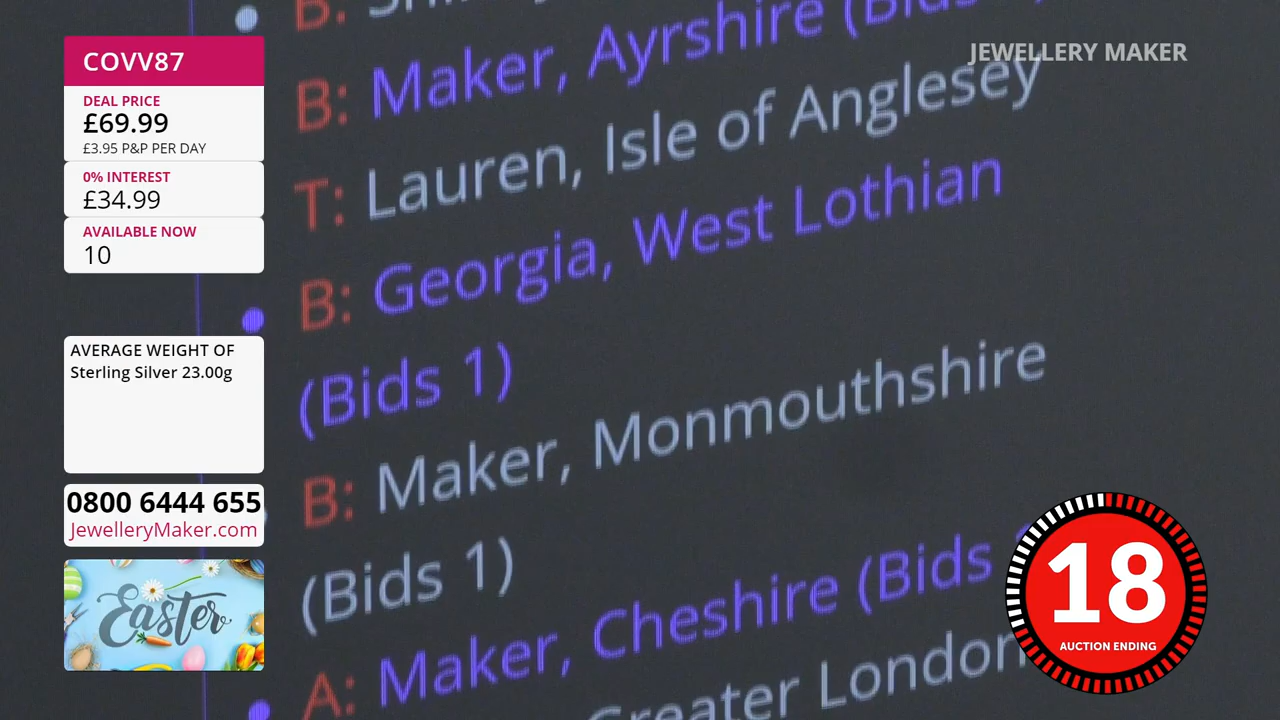 COVV87
DEAL PRICE
£69.99
£3.95 P&P PER DAY
0% INTEREST
£34.99
AVAILABLE NOW
10
AVERAGE WEIGHT OF
Sterling Silver 23.00g
0800 6444 655
JewelleryMaker.com
Easter
JEWELLERY MAKER
B:
B: Maker, Ayrshire (Bids
T: Lauren, Isle of Anglesey
B: Georgia, West Lothian
(Bids 1)
B: Maker, Monmouthshire
(Bids 1)
A: Maker, Cheshire (Bids
Greater London
18
AUCTION ENDING